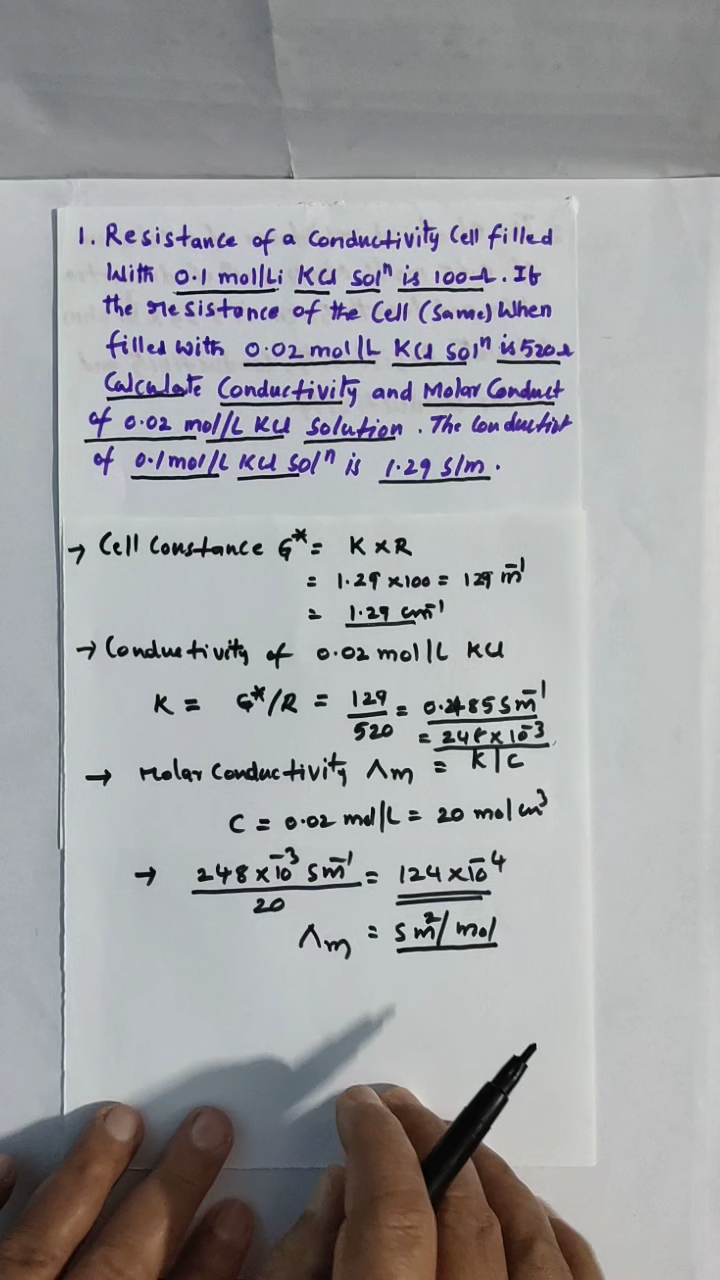 1. Resistance of a Conductivity Cell filled
With 0.1 mol/Li KCl Solⁿ is 100Ω. If
the resistance of the Cell (Same) When
filled with 0.02 mol/L KCl Solⁿ is 520Ω
Calculate Conductivity and Molar Conduct
of 0.02 mol/L KCl Solution. The Conductivt
of 0.1 mol/L KCl Solⁿ is 1.29 S/m.
→ Cell Constance G* = K × R
= 1.29 × 100 = 129 m⁻¹
= 1.29 cm⁻¹
→ Conductivity of 0.02 mol/L KCl
K = G*/R = 129/520 = 0.2485 Sm⁻¹
= 248 × 10⁻³
→ Molar Conductivity Λm = K/C
C = 0.02 mol/L = 20 mol cm³
→ 248 × 10⁻³ Sm⁻¹/20 = 124 × 10⁻⁴
Λm = Sm²/mol